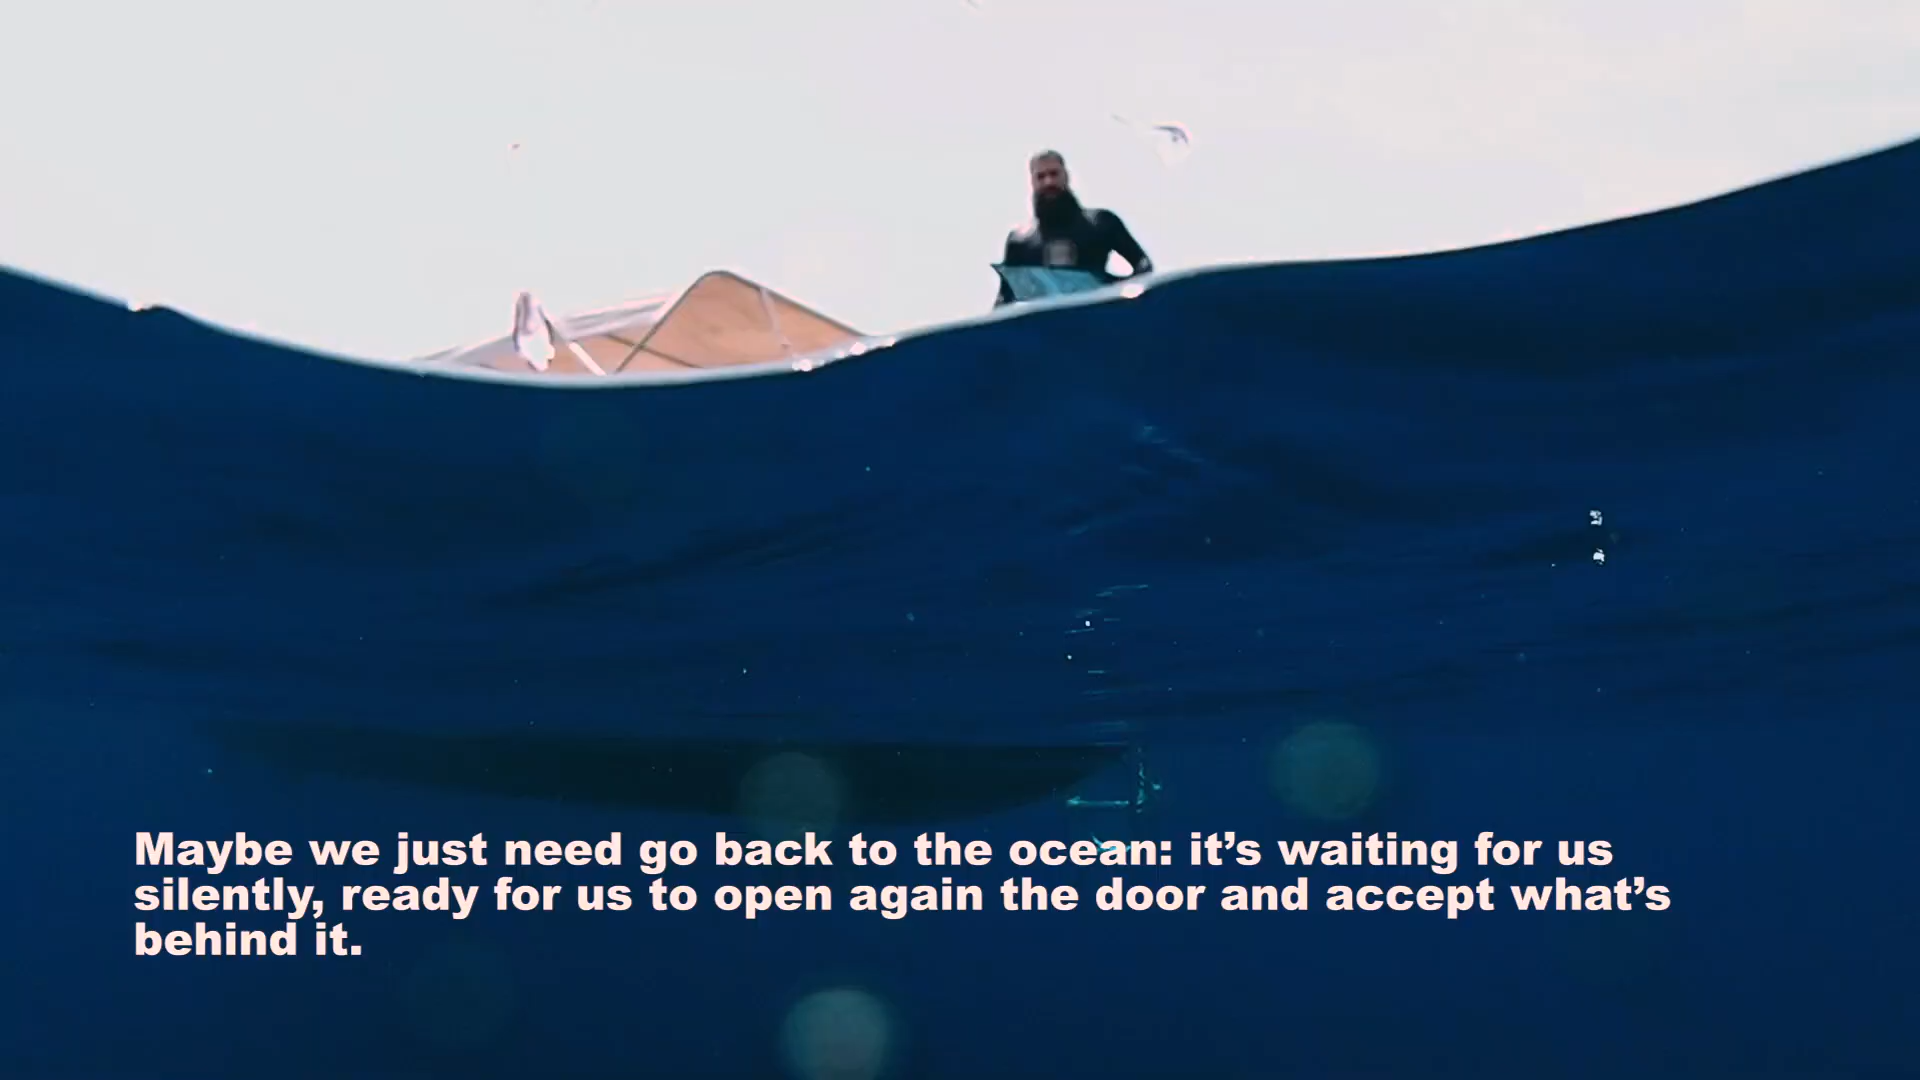 Maybe we just need go back to the ocean: it’s waiting for us
silently, ready for us to open again the door and accept what’s
behind it.